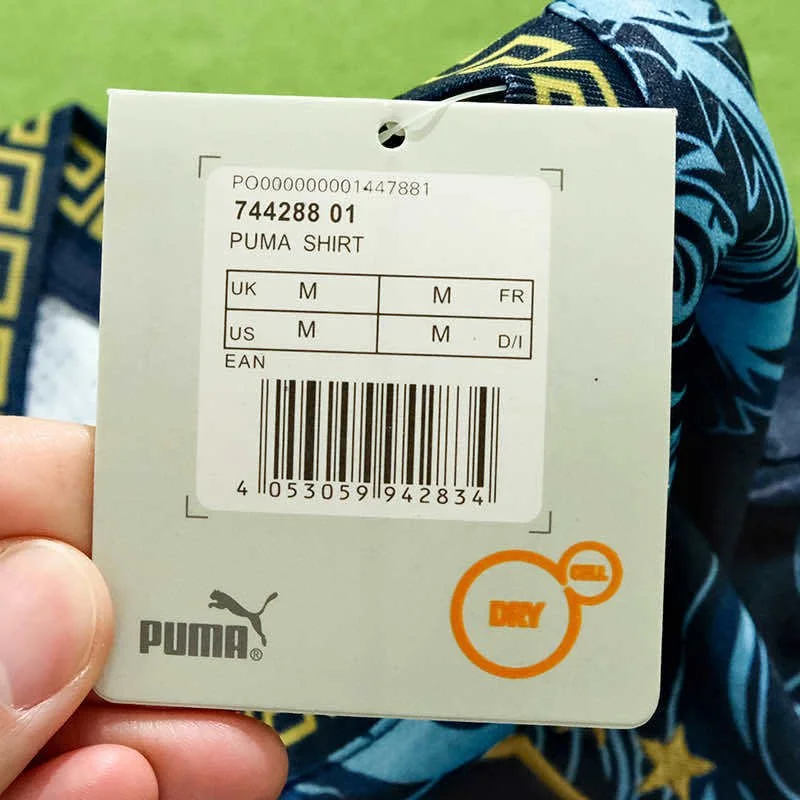 PO000000001447881
744288 01
PUMA SHIRT
UK M M FR
US M M D/I
EAN
4 053059 942834
CELL
DRY
PUMA®